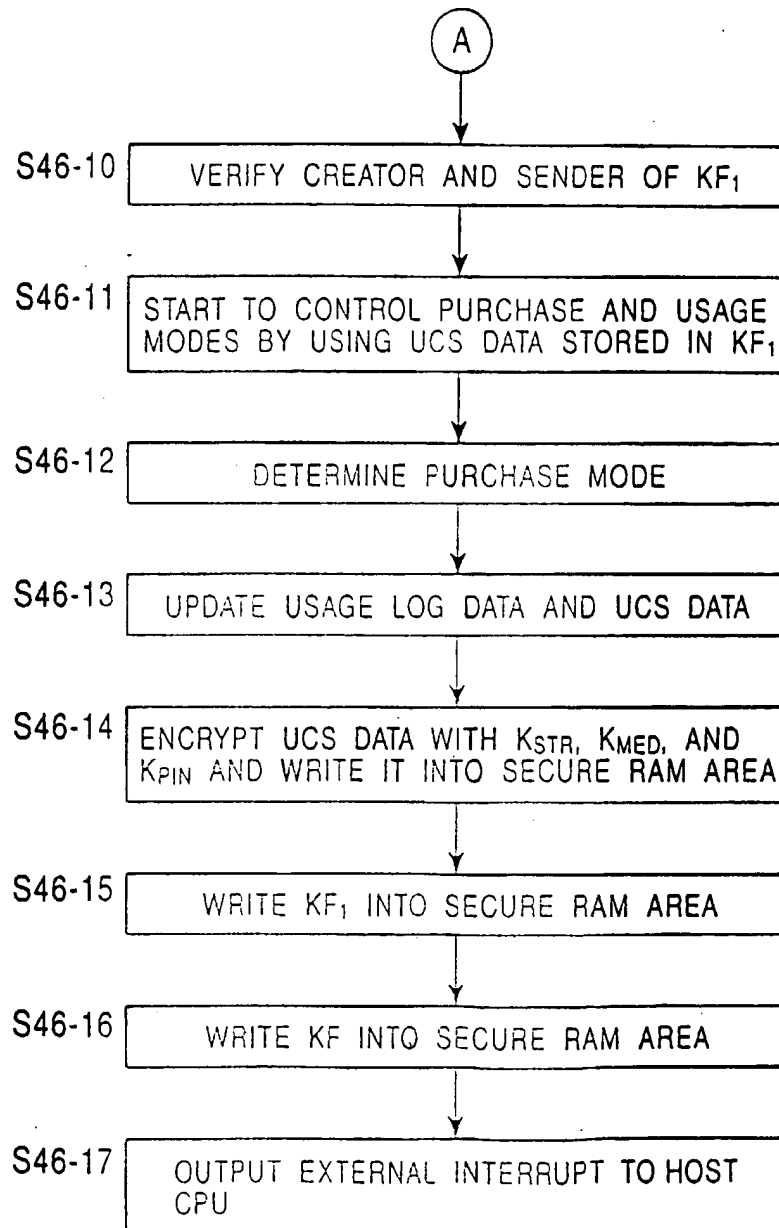 A
S46-10
VERIFY CREATOR AND SENDER OF KF₁
S46-11
START TO CONTROL PURCHASE AND USAGE
MODES BY USING UCS DATA STORED IN KF₁
S46-12
DETERMINE PURCHASE MODE
S46-13
UPDATE USAGE LOG DATA AND UCS DATA
S46-14
ENCRYPT UCS DATA WITH KSTR, KMED, AND
KPIN AND WRITE IT INTO SECURE RAM AREA
S46-15
WRITE KF₁ INTO SECURE RAM AREA
S46-16
WRITE KF INTO SECURE RAM AREA
S46-17
OUTPUT EXTERNAL INTERRUPT TO HOST
CPU